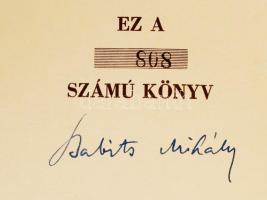 EZ A
808
SZÁMÚ KÖNYV
Babits Mihály